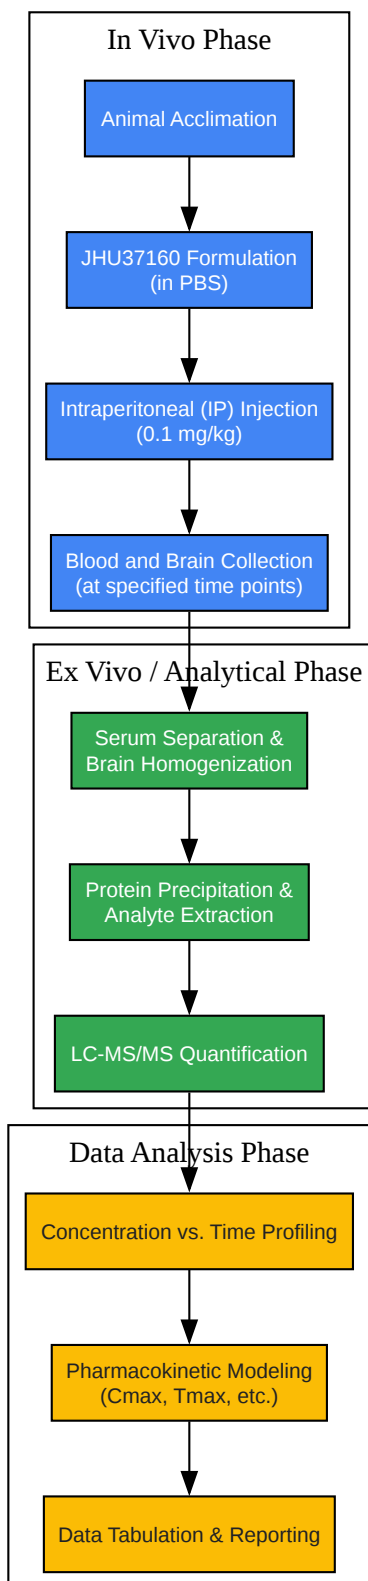 In Vivo Phase
Animal Acclimation
JHU37160 Formulation
(in PBS)
Intraperitoneal (IP) Injection
(0.1 mg/kg)
Blood and Brain Collection
(at specified time points)
Ex Vivo / Analytical Phase
Serum Separation &
Brain Homogenization
Protein Precipitation &
Analyte Extraction
LC-MS/MS Quantification
Data Analysis Phase
Concentration vs. Time Profiling
Pharmacokinetic Modeling
(Cmax, Tmax, etc.)
Data Tabulation & Reporting